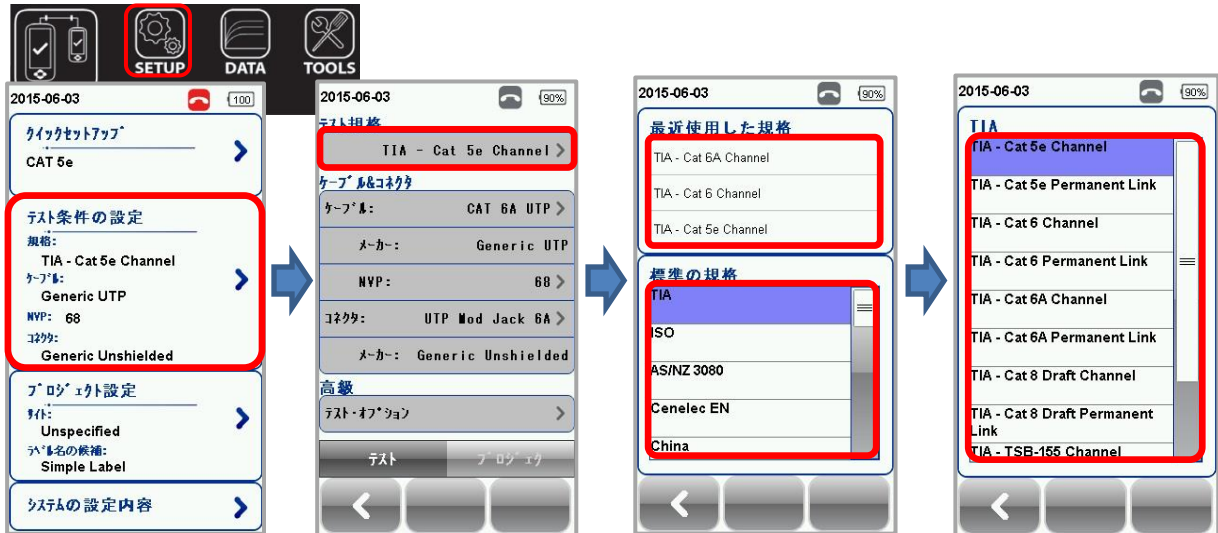 SETUP
DATA
TOOLS
2015-06-03
100
クイックセットアップ
CAT 5e
テスト条件の設定
規格:
TIA - Cat 5e Channel
ケーブル:
Generic UTP
NVP: 68
コネクタ:
Generic Unshielded
プロジェクト設定
サイト:
Unspecified
ラベル名の候補:
Simple Label
システムの設定内容
2015-06-03
90%
テスト規格
TIA - Cat 5e Channel
ケーブル&コネクタ
ケーブル: CAT 6A UTP
メーカー: Generic UTP
NVP: 68
コネクタ: UTP Mod Jack 6A
メーカー: Generic Unshielded
高級
テスト・オプション
テスト プロジェク
2015-06-03
90%
最近使用した規格
TIA - Cat 6A Channel
TIA - Cat 6 Channel
TIA - Cat 5e Channel
標準の規格
TIA
ISO
AS/NZ 3080
Cenelec EN
China
2015-06-03
90%
TIA
TIA - Cat 5e Channel
TIA - Cat 5e Permanent Link
TIA - Cat 6 Channel
TIA - Cat 6 Permanent Link
TIA - Cat 6A Channel
TIA - Cat 6A Permanent Link
TIA - Cat 8 Draft Channel
TIA - Cat 8 Draft Permanent
Link
TIA - TSB-155 Channel